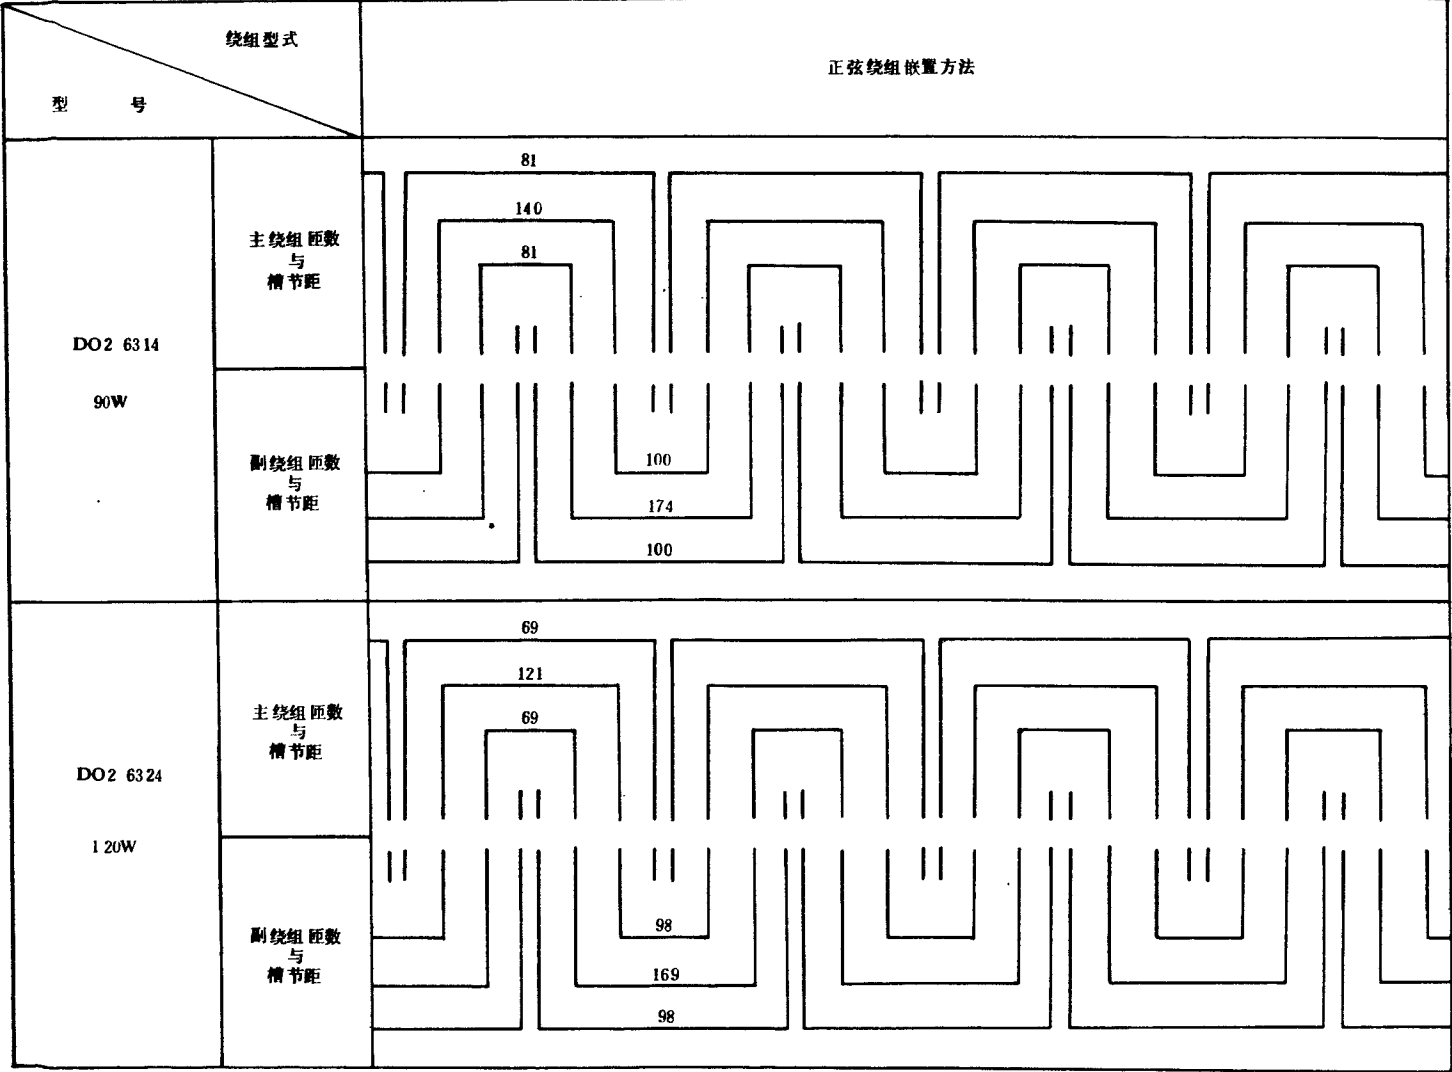 绕组型式
型 号
正弦绕组嵌置方法
DO2 6314
90W
主绕组匝数
与
槽节距
81
140
81
副绕组匝数
与
槽节距
100
174
100
DO2 6324
120W
主绕组匝数
与
槽节距
69
121
69
副绕组匝数
与
槽节距
98
169
98